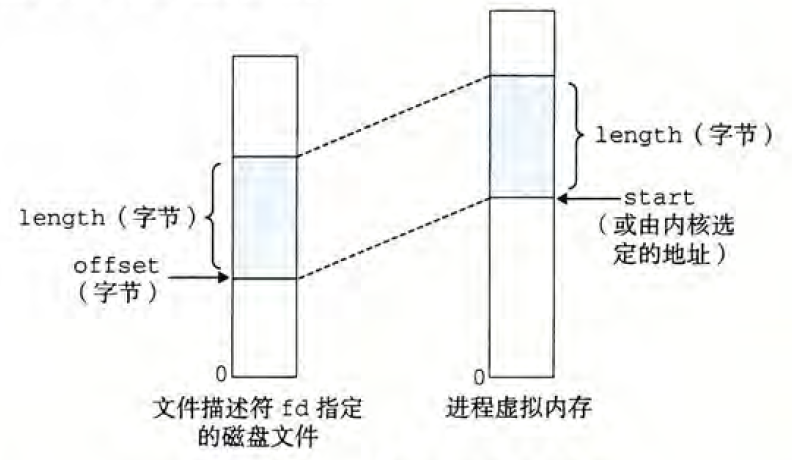 length（字节）
length（字节）
start
（或由内核选
定的地址）
offset
（字节）
0
0
文件描述符 fd 指定
的磁盘文件
进程虚拟内存